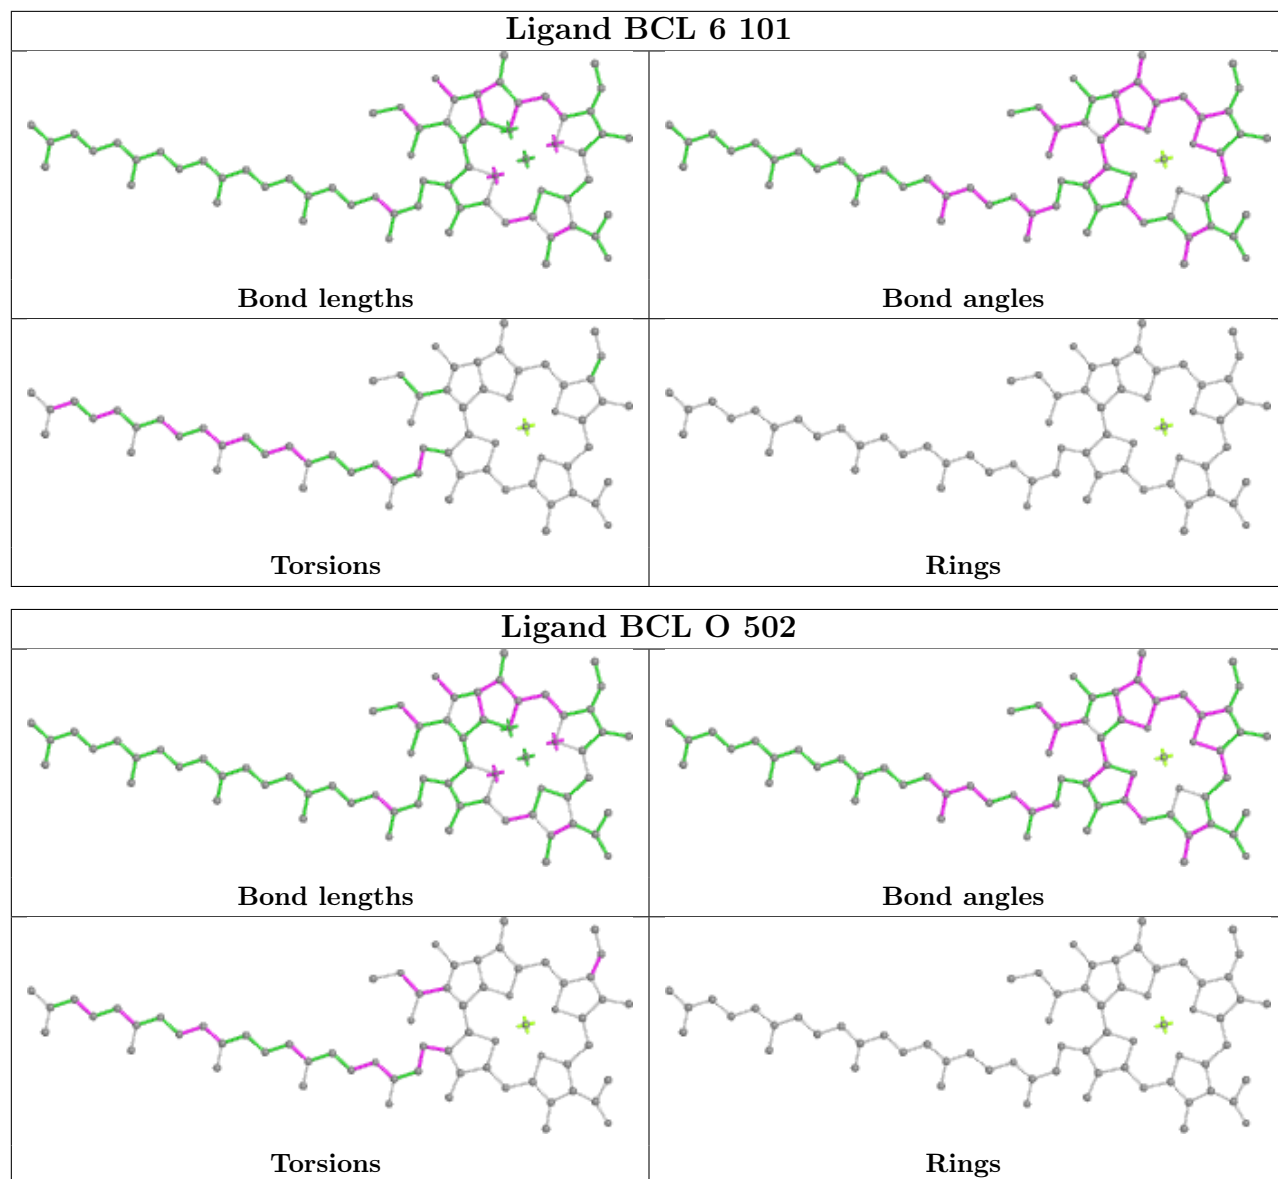 Ligand BCL 6 101
Bond lengths
Bond angles
Torsions
Rings
Ligand BCL O 502
Bond lengths
Bond angles
Torsions
Rings